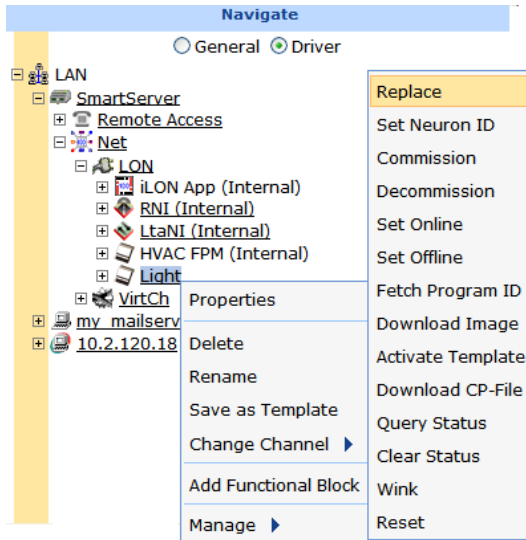 Navigate
General Driver
LAN
SmartServer
Remote Access
Net
LON
iLON App (Internal)
RNI (Internal)
LtaNI (Internal)
HVAC FPM (Internal)
Light
VirtCh
my_mailserv
10.2.120.18
Properties
Delete
Rename
Save as Template
Change Channel
Add Functional Block
Manage
Replace
Set Neuron ID
Commission
Decommission
Set Online
Set Offline
Fetch Program ID
Download Image
Activate Template
Download CP-File
Query Status
Clear Status
Wink
Reset